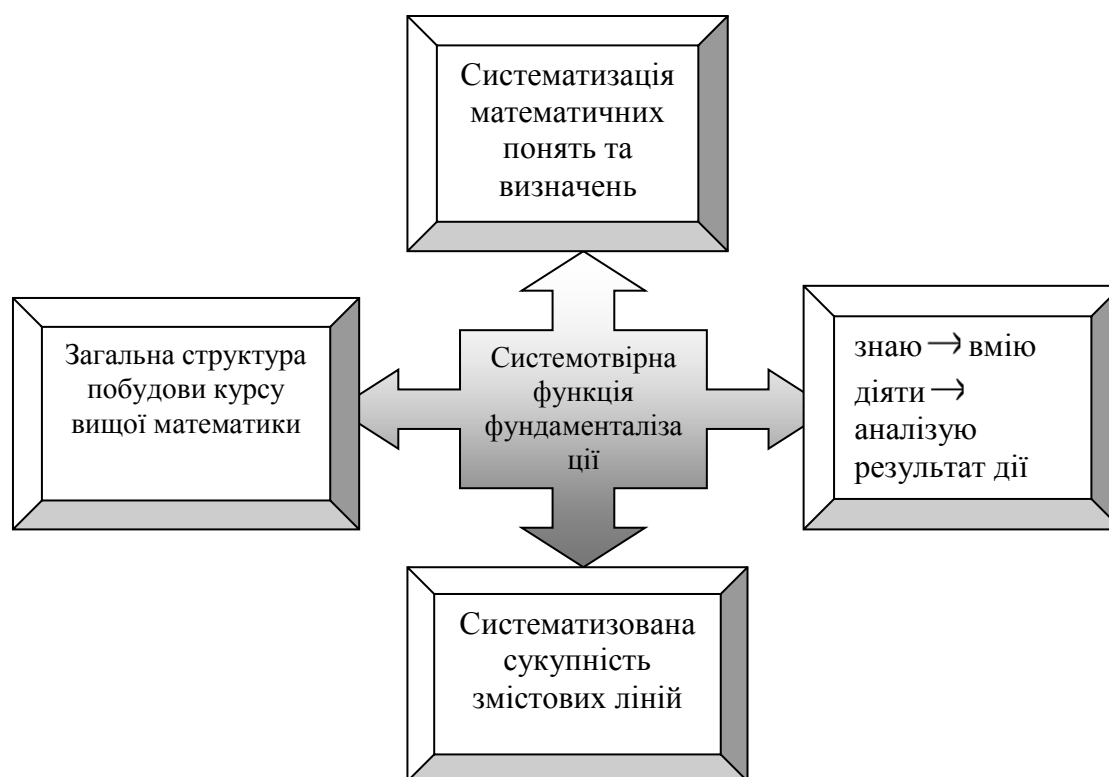 Систематизація
математичних
понять та
визначень
Загальна структура
побудови курсу
вищої математики
Системотвірна
функція
фундаменталіза
ції
знаю → вмію
діяти →
аналізую
результат дії
Систематизована
сукупність
змістових ліній